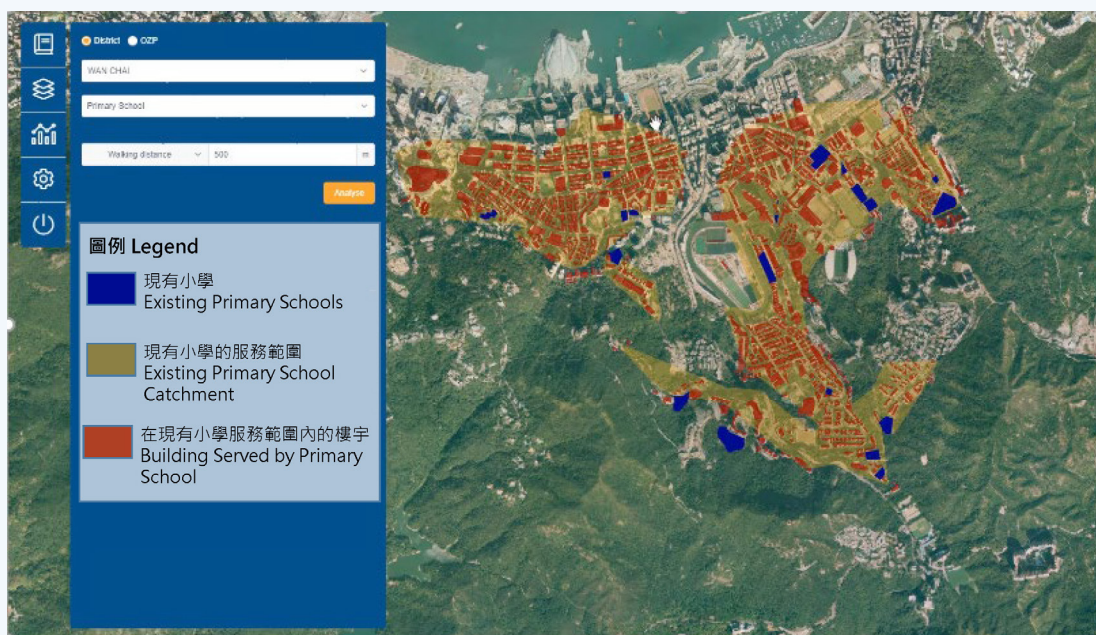 District OZP
WAN CHAI
Primary School
Walking distance 500 m
Analyse
圖例 Legend
現有小學
Existing Primary Schools
現有小學的服務範圍
Existing Primary School
Catchment
在現有小學服務範圍內的樓宇
Building Served by Primary
School